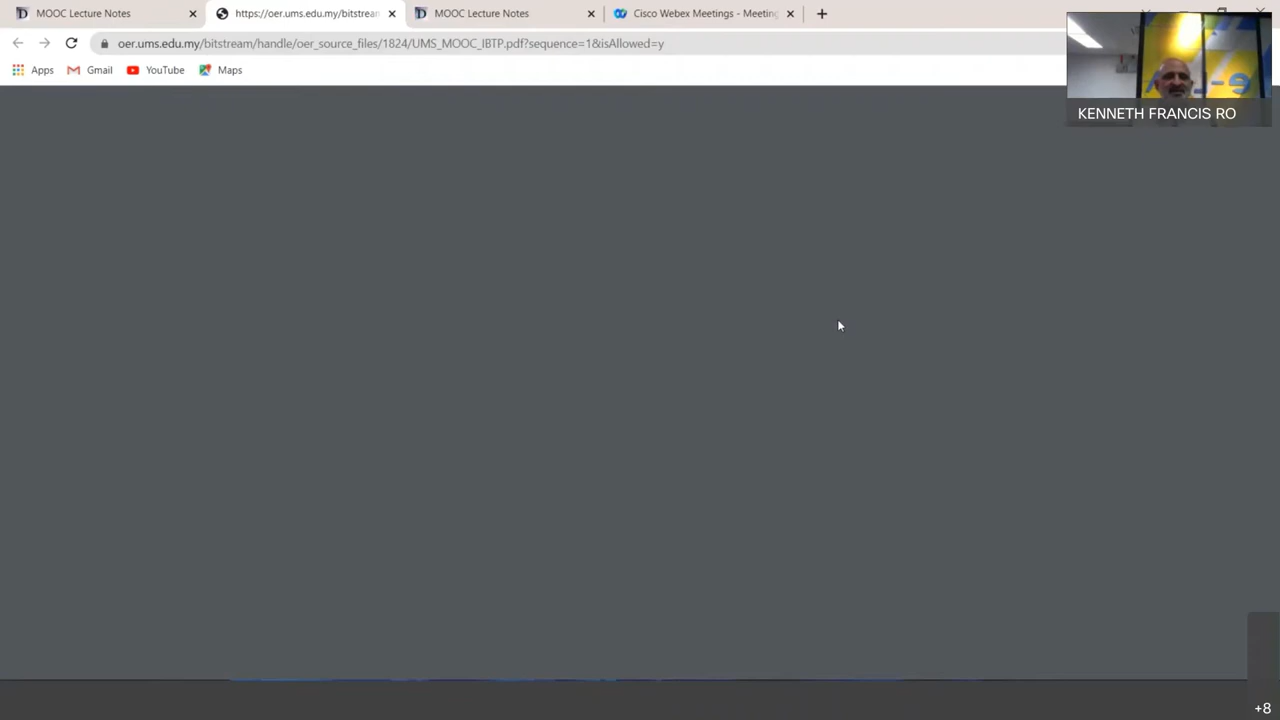 MOOC Lecture Notes
https://oer.ums.edu.my/bitstrean
MOOC Lecture Notes
Cisco Webex Meetings - Meeting
oer.ums.edu.my/bitstream/handle/oer_source_files/1824/UMS_MOOC_IBTP.pdf?sequence=1&isAllowed=y
Apps
Gmail
YouTube
Maps
KENNETH FRANCIS RO
+8